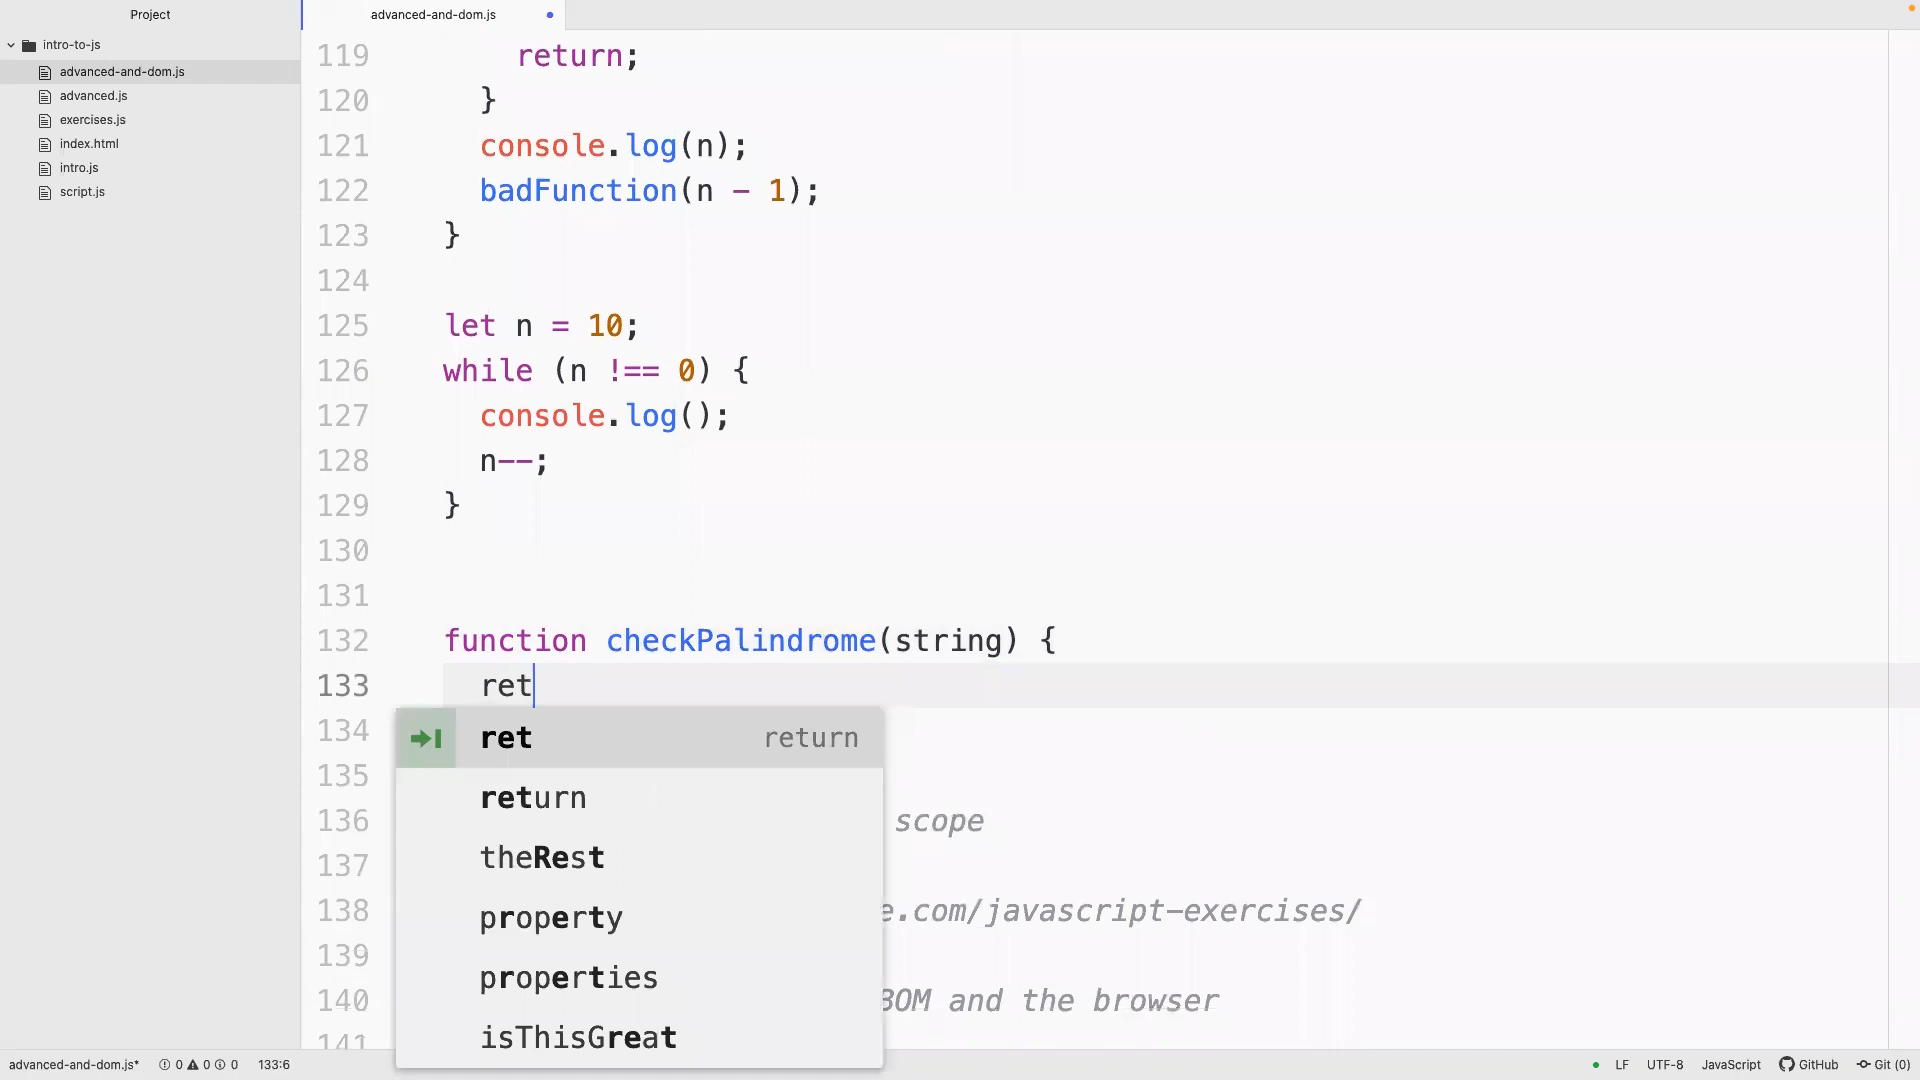 Project
advanced-and-dom.js
intro-to-js
advanced-and-dom.js
advanced.js
exercises.js
index.html
intro.js
script.js
119 return;
120 }
121 console.log(n);
122 badFunction(n - 1);
123 }
124
125 let n = 10;
126 while (n !== 0) {
127 console.log();
128 n--;
129 }
130
131
132 function checkPalindrome(string) {
133 ret
134
135
136 scope
137
138 e.com/javascript-exercises/
139
140 BOM and the browser
141
ret return
return
theRest
property
properties
isThisGreat
advanced-and-dom.js* 0 0 0 133:6 LF UTF-8 JavaScript GitHub Git (0)